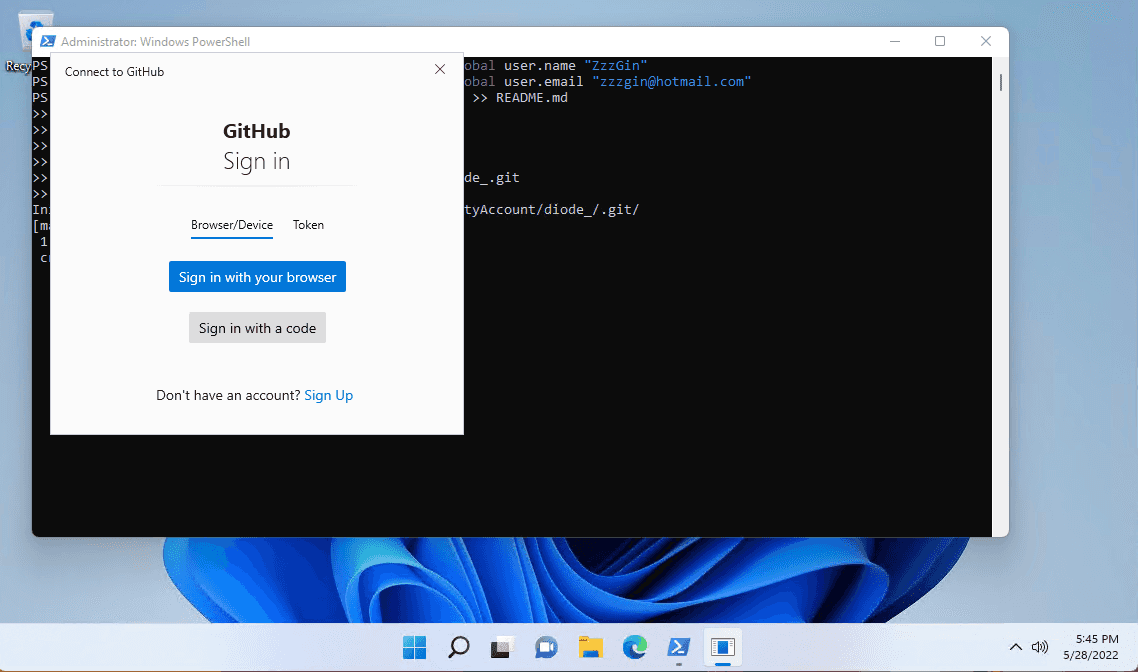 Recy
Administrator: Windows PowerShell
PS obal user.name "ZzzGin"
PS obal user.email "zzzgin@hotmail.com"
PS >> README.md
>>
>>
>>
>>
>> de_.git
>>
In tyAccount/diode_/.git/
[ma
1
c
Connect to GitHub
GitHub
Sign in
Browser/Device Token
Sign in with your browser
Sign in with a code
Don't have an account? Sign Up
5:45 PM
5/28/2022